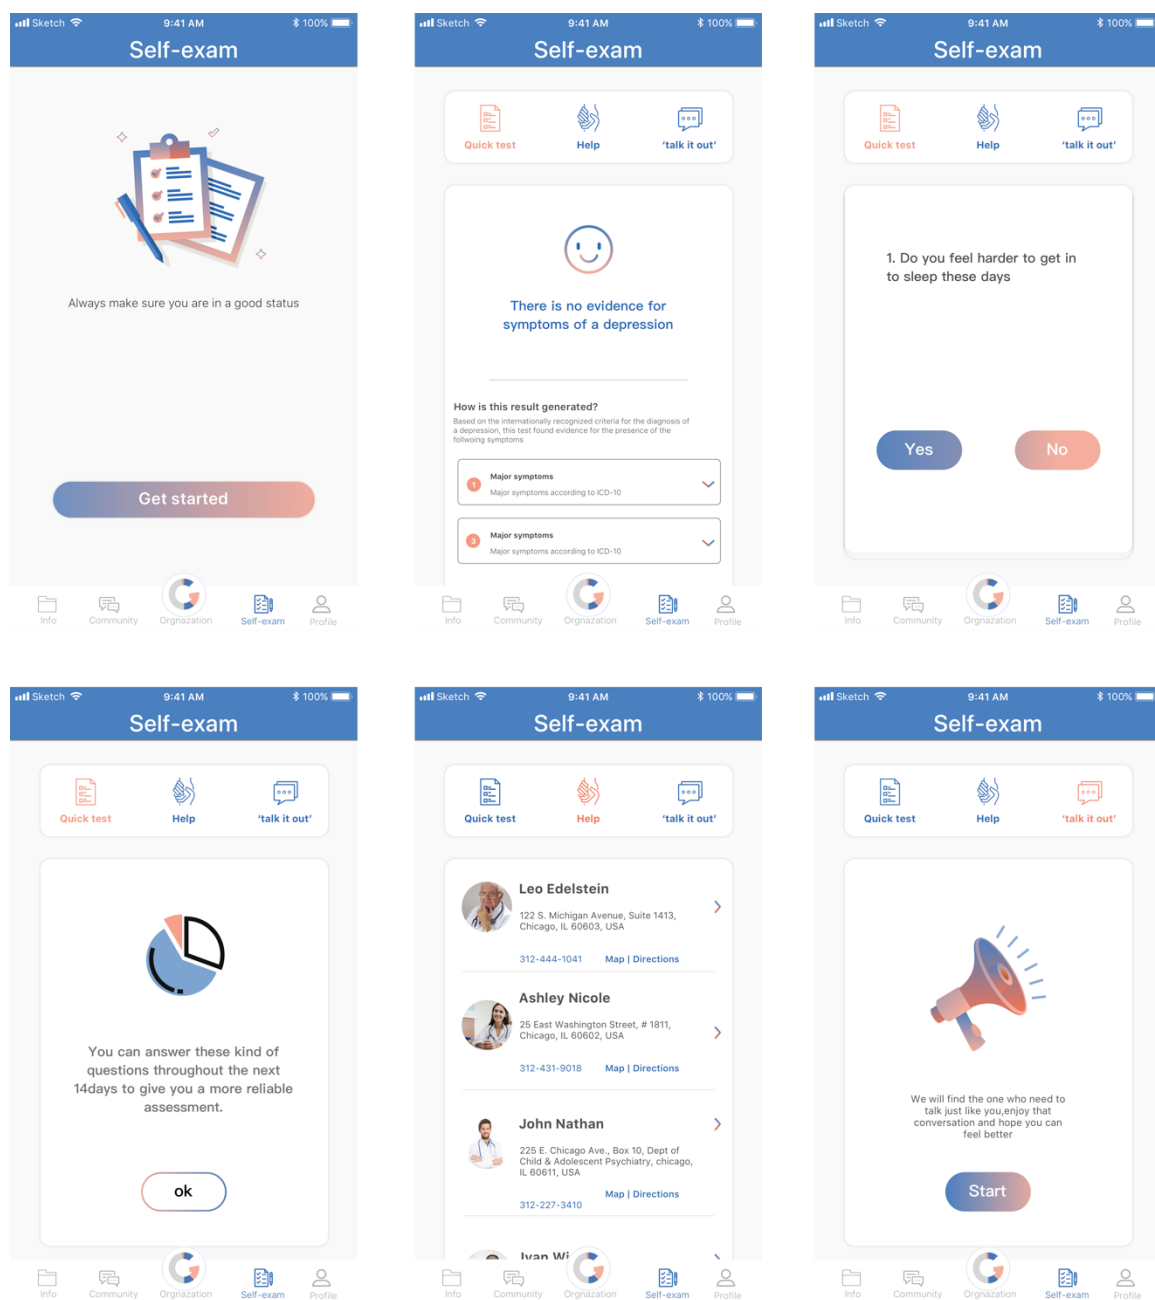 Sketch 9:41 AM 100%
Self-exam
Always make sure you are in a good status
Get started
Info Community Orgnazation Self-exam Profile
Sketch 9:41 AM 100%
Self-exam
Quick test Help ‘talk it out’
There is no evidence for
symptoms of a depression
How is this result generated?
Based on the internationally recognized criteria for the diagnosis of
a depression, this test found evidence for the presence of the
follwoing symptoms
1 Major symptoms
Major symptoms according to ICD-10
3 Major symptoms
Major symptoms according to ICD-10
Info Community Orgnazation Self-exam Profile
Sketch 9:41 AM 100%
Self-exam
Quick test Help ‘talk it out’
1. Do you feel harder to get in
to sleep these days
Yes No
Info Community Orgnazation Self-exam Profile
Sketch 9:41 AM 100%
Self-exam
Quick test Help ‘talk it out’
You can answer these kind of
questions throughout the next
14days to give you a more reliable
assessment.
ok
Info Community Orgnazation Self-exam Profile
Sketch 9:41 AM 100%
Self-exam
Quick test Help ‘talk it out’
Leo Edelstein
122 S. Michigan Avenue, Suite 1413,
Chicago, IL 60603, USA
312-444-1041 Map | Directions
Ashley Nicole
25 East Washington Street, # 1811,
Chicago, IL 60602, USA
312-431-9018 Map | Directions
John Nathan
225 E. Chicago Ave., Box 10, Dept of
Child & Adolescent Psychiatry, chicago,
IL 60611, USA
Map | Directions
312-227-3410
Ivan
Info Community Orgnazation Self-exam Profile
Sketch 9:41 AM 100%
Self-exam
Quick test Help ‘talk it out’
We will find the one who need to
talk just like you,enjoy that
conversation and hope you can
feel better
Start
Info Community Orgnazation Self-exam Profile